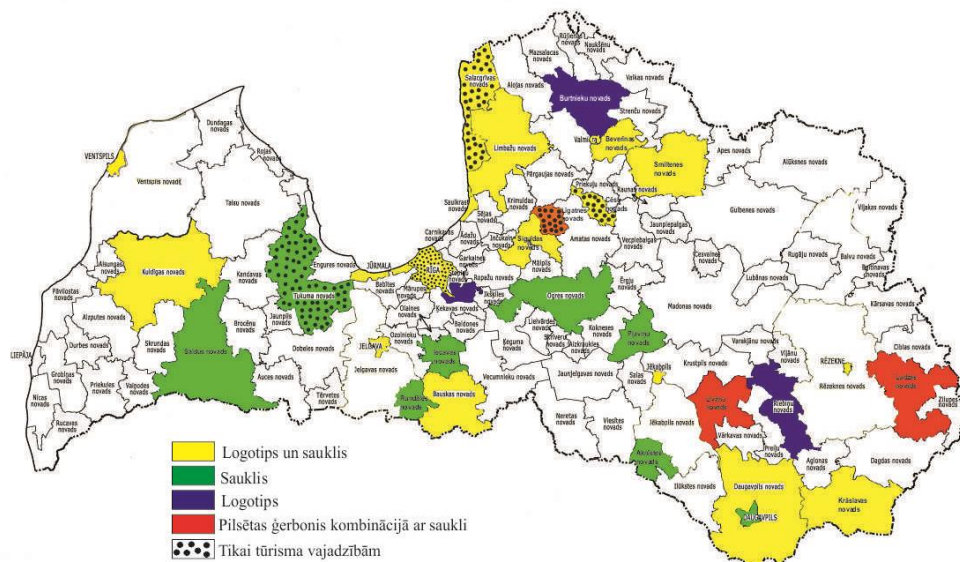 Rūjienas novads
Naukšēnu novads
Mazsalacas novads
Salacgrīvas novads
Alojas novads
Valkas novads
Burtnieku novads
Strenču novads
Dundagas novads
Rojas novads
VENTSPILS
Ventspils novads
Talsu novads
Limbažu novads
Valmiera
Beverīnas novads
Smiltenes novads
Apes novads
Alūksnes novads
Pārgaujas novads
Priekuļu novads
Raunas novads
Cēsu novads
Saulkrasti
Krimuldas novads
Līgatnes novads
Sējas novads
Gulbenes novads
Viļakas novads
Jaunpiepalgas novads
Carnikavas novads
Ādažu novads
Inčukalna novads
Siguldas novads
Amatas novads
Vecpiebalgas novads
Cesvaines novads
Rugāju novads
Balvu novads
Baltinavas novads
Alsungas novads
Kuldīgas novads
Kandavas novads
Engures novads
JŪRMALA
RĪGA
Garkalnes novads
Mālpils novads
Ropažu novads
Lubānas novads
Pāvilostas novads
Tukuma novads
Babītes novads
Mārupes novads
Olaines novads
Ķekavas novads
Ikšķiles novads
Ogres novads
Ērgļu novads
Madonas novads
Kārsavas novads
Aizputes novads
Skrundas novads
Saldus novads
Brocēnu novads
Jaunpils novads
Dobeles novads
Ozolnieku novads
Baldones novads
Ķeguma novads
Lielvārdes novads
Skrīveru novads
Aizkraukles novads
Kokneses novads
Pļaviņu novads
Varakļānu novads
Viļānu novads
RĒZEKNE
Ciblas novads
LIEPĀJA
Durbes novads
JELGAVA
Jelgavas novads
Iecavas novads
Vecumnieku novads
Jaunjelgavas novads
Salas novads
Jēkabpils
Krustpils novads
Rēzeknes novads
Ludzas novads
Zilupes novads
Grobiņas novads
Priekules novads
Vaiņodes novads
Auces novads
Tērvetes novads
Rundāles novads
Bauskas novads
Neretas novads
Viesītes novads
Jēkabpils novads
Līvānu novads
Riebiņu novads
Vārkavas novads
Preiļu novads
Nīcas novads
Rucavas novads
Aknīstes novads
Ilūkstes novads
Aglonas novads
Dagdas novads
Daugavpils novads
DAUGAVPILS
Krāslavas novads
Logotips un sauklis
Sauklis
Logotips
Pilsētas ģerbonis kombinācijā ar saukli
Tikai tūrisma vajadzībām